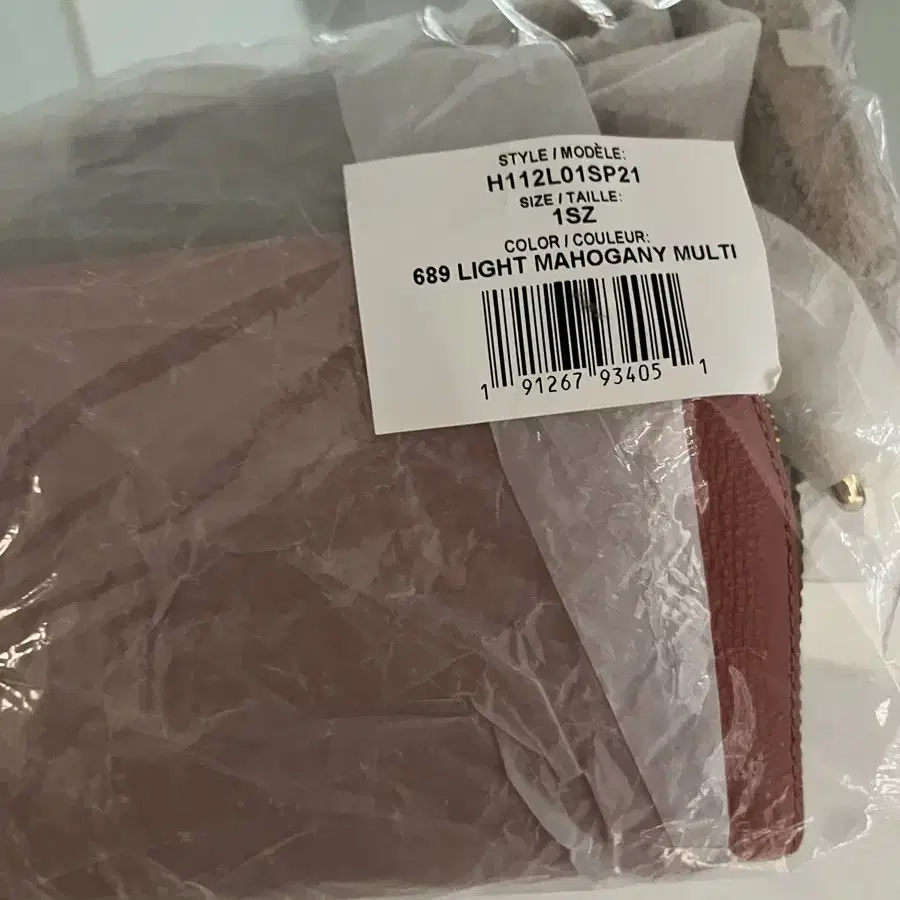 STYLE / MODÈLE:
H112L01SP21
SIZE / TAILLE:
1SZ
COLOR / COULEUR:
689 LIGHT MAHOGANY MULTI
1 91267 93405 1